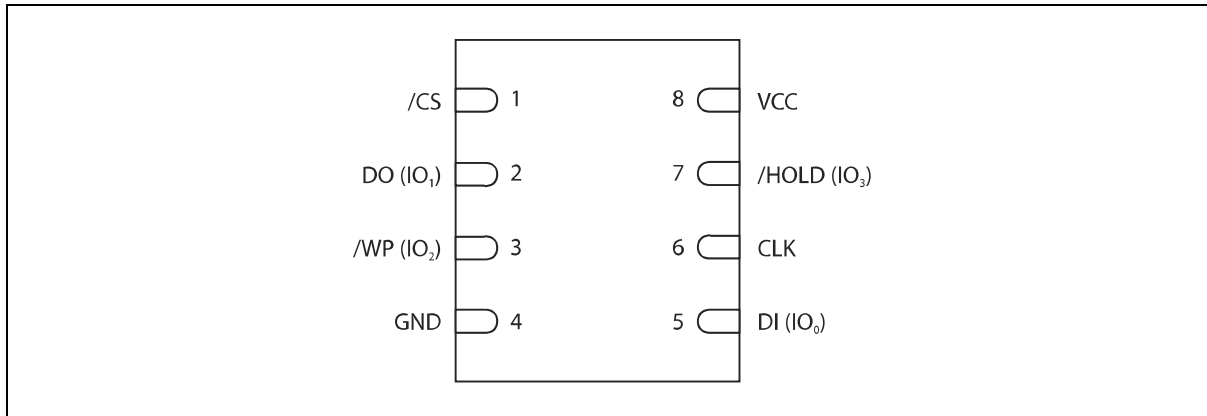 /CS 1 8 VCC
DO (IO₁) 2 7 /HOLD (IO₃)
/WP (IO₂) 3 6 CLK
GND 4 5 DI (IO₀)